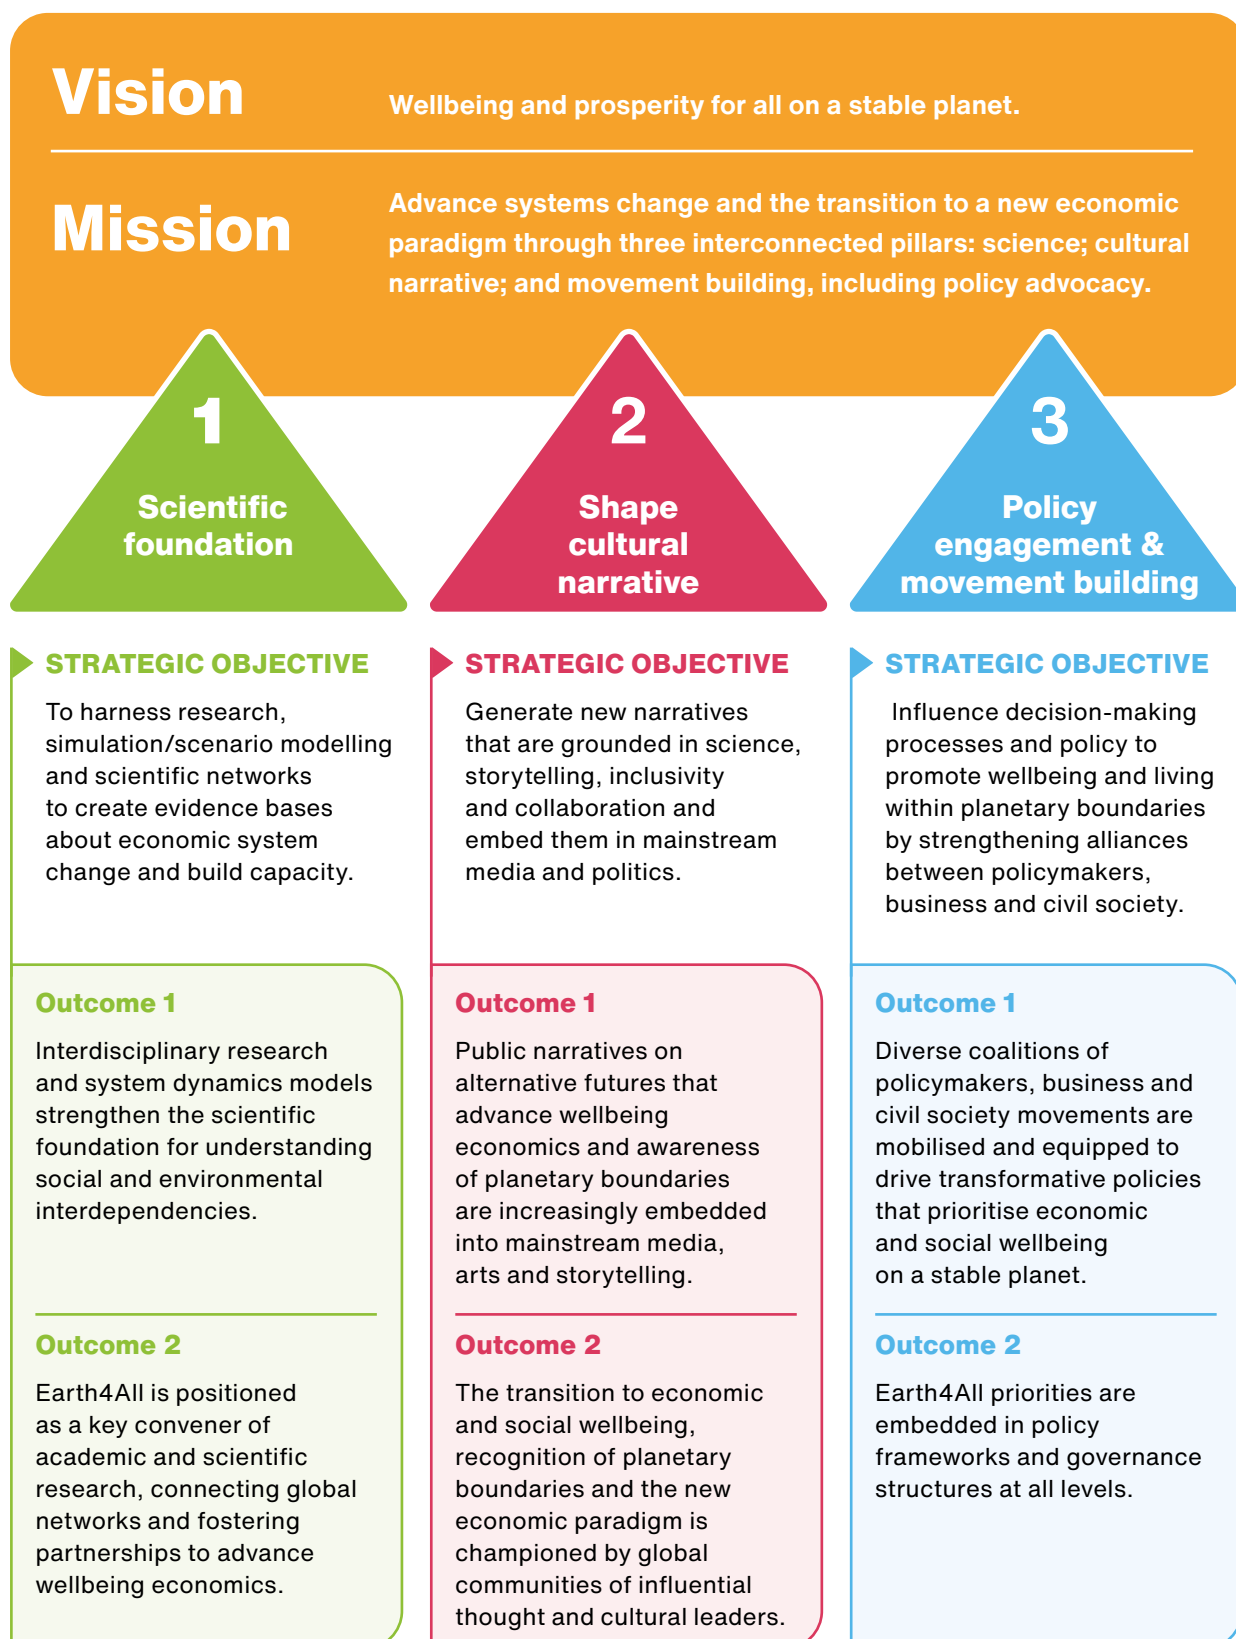 Vision
Wellbeing and prosperity for all on a stable planet.
Mission
Advance systems change and the transition to a new economic
paradigm through three interconnected pillars: science; cultural
narrative; and movement building, including policy advocacy.
1
Scientific
foundation
2
Shape
cultural
narrative
3
Policy
engagement &
movement building
STRATEGIC OBJECTIVE
To harness research,
simulation/scenario modelling
and scientific networks
to create evidence bases
about economic system
change and build capacity.
Outcome 1
Interdisciplinary research
and system dynamics models
strengthen the scientific
foundation for understanding
social and environmental
interdependencies.
Outcome 2
Earth4All is positioned
as a key convener of
academic and scientific
research, connecting global
networks and fostering
partnerships to advance
wellbeing economics.
STRATEGIC OBJECTIVE
Generate new narratives
that are grounded in science,
storytelling, inclusivity
and collaboration and
embed them in mainstream
media and politics.
Outcome 1
Public narratives on
alternative futures that
advance wellbeing
economics and awareness
of planetary boundaries
are increasingly embedded
into mainstream media,
arts and storytelling.
Outcome 2
The transition to economic
and social wellbeing,
recognition of planetary
boundaries and the new
economic paradigm is
championed by global
communities of influential
thought and cultural leaders.
STRATEGIC OBJECTIVE
Influence decision-making
processes and policy to
promote wellbeing and living
within planetary boundaries
by strengthening alliances
between policymakers,
business and civil society.
Outcome 1
Diverse coalitions of
policymakers, business and
civil society movements are
mobilised and equipped to
drive transformative policies
that prioritise economic
and social wellbeing
on a stable planet.
Outcome 2
Earth4All priorities are
embedded in policy
frameworks and governance
structures at all levels.